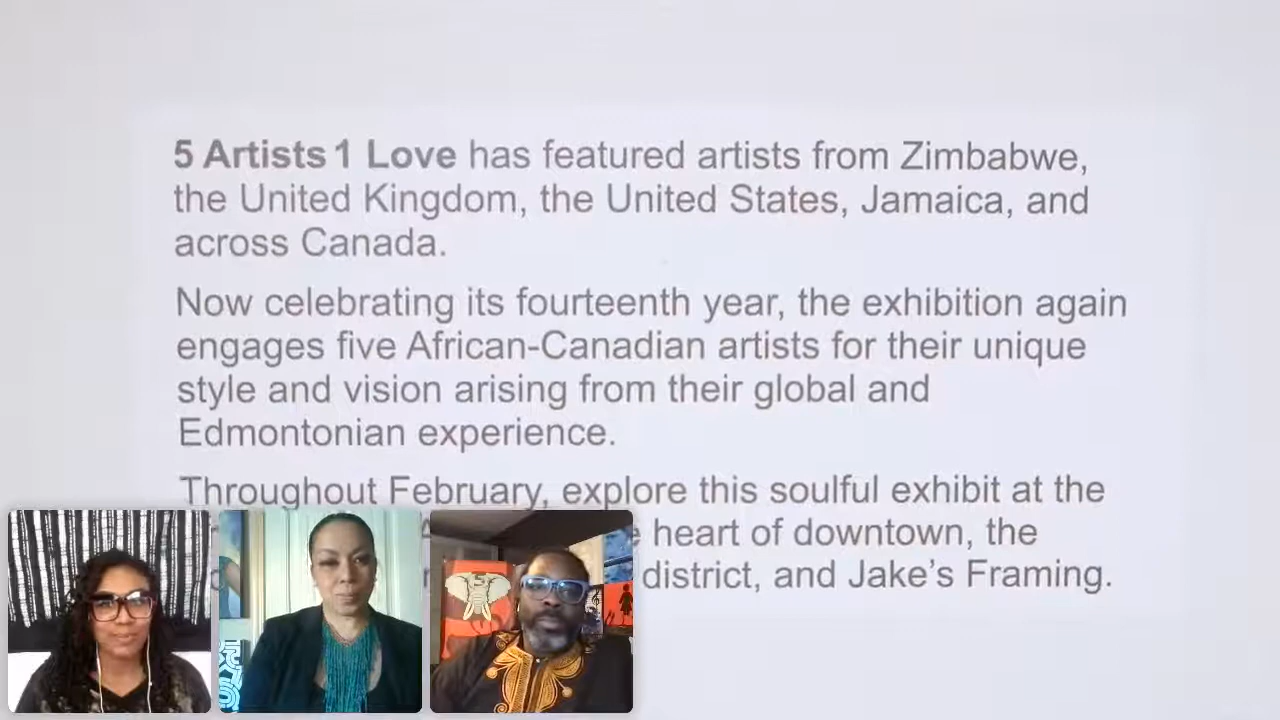 5 Artists 1 Love has featured artists from Zimbabwe,
the United Kingdom, the United States, Jamaica, and
across Canada.
Now celebrating its fourteenth year, the exhibition again
engages five African-Canadian artists for their unique
style and vision arising from their global and
Edmontonian experience.
Throughout February, explore this soulful exhibit at the
heart of downtown, the
district, and Jake's Framing.